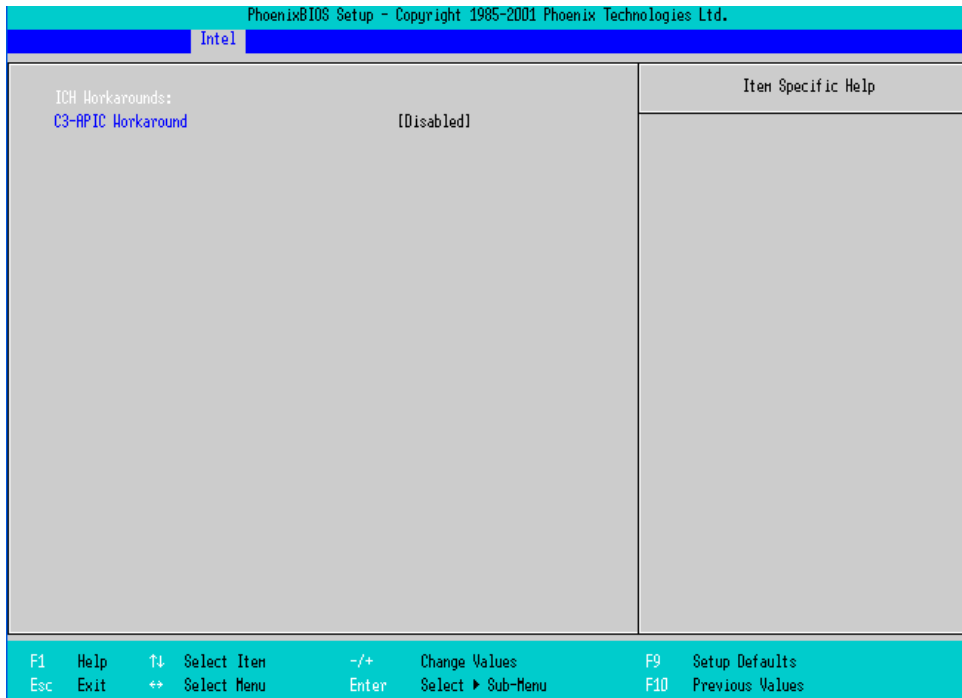 PhoenixBIOS Setup - Copyright 1985-2001 Phoenix Technologies Ltd.
Intel
Item Specific Help
ICH Workarounds:
C3-APIC Workaround [Disabled]
F1 Help ↑↓ Select Item -/+ Change Values F9 Setup Defaults
Esc Exit ↔ Select Menu Enter Select ▶ Sub-Menu F10 Previous Values